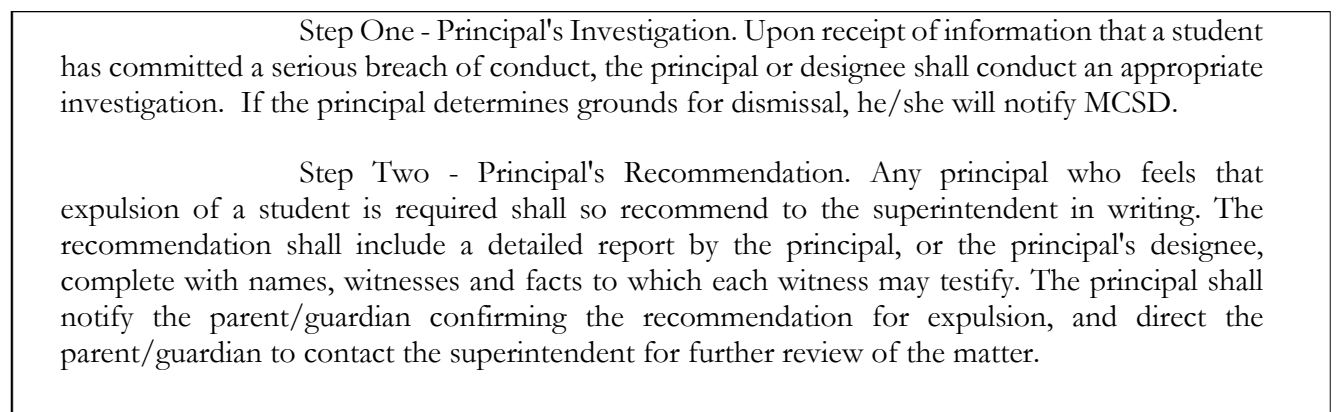 Step One - Principal's Investigation. Upon receipt of information that a student
has committed a serious breach of conduct, the principal or designee shall conduct an appropriate
investigation.  If the principal determines grounds for dismissal, he/she will notify MCSD.
Step Two - Principal's Recommendation. Any principal who feels that
expulsion of a student is required shall so recommend to the superintendent in writing. The
recommendation shall include a detailed report by the principal, or the principal's designee,
complete with names, witnesses and facts to which each witness may testify. The principal shall
notify the parent/guardian confirming the recommendation for expulsion, and direct the
parent/guardian to contact the superintendent for further review of the matter.